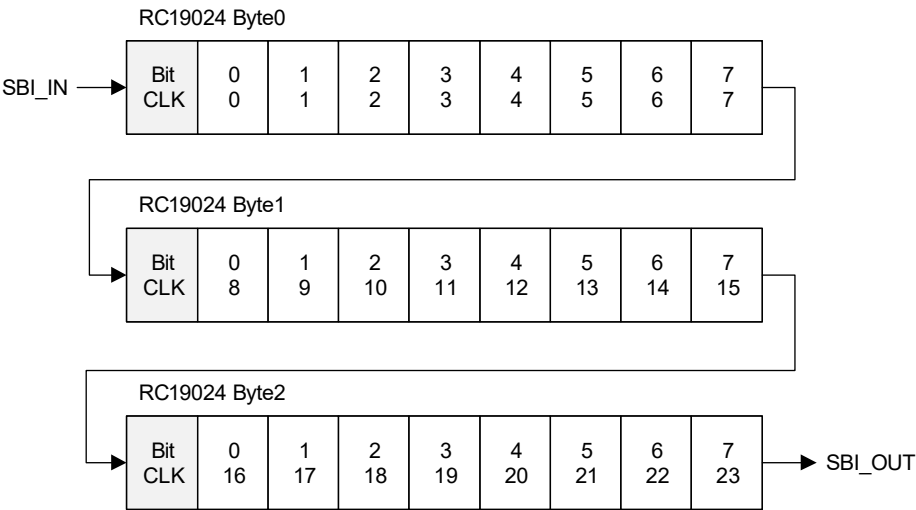 RC19024 Byte0
SBI_IN
Bit 0 1 2 3 4 5 6 7
CLK 0 1 2 3 4 5 6 7
RC19024 Byte1
Bit 0 1 2 3 4 5 6 7
CLK 8 9 10 11 12 13 14 15
RC19024 Byte2
Bit 0 1 2 3 4 5 6 7
CLK 16 17 18 19 20 21 22 23
SBI_OUT